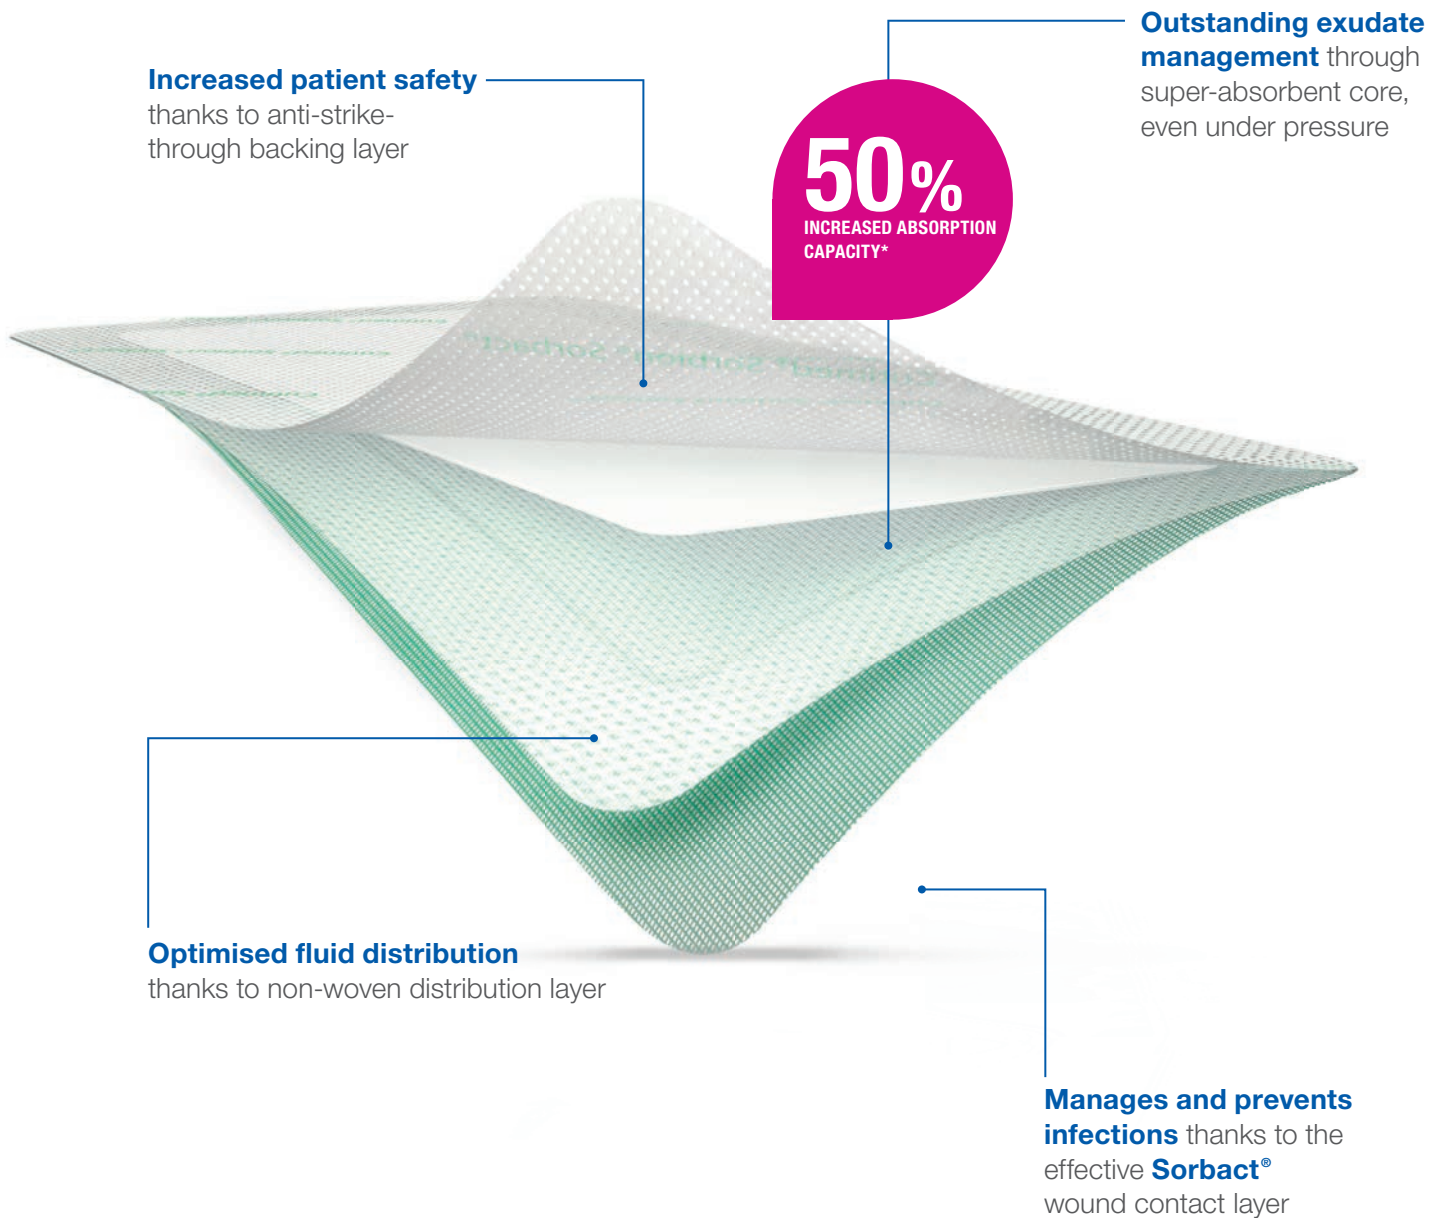 Outstanding exudate
management through
super-absorbent core,
even under pressure
Increased patient safety
thanks to anti-strike-
through backing layer
50%
INCREASED ABSORPTION
CAPACITY*
Sorbion® Sorbact®
Optimised fluid distribution
thanks to non-woven distribution layer
Manages and prevents
infections thanks to the
effective Sorbact®
wound contact layer